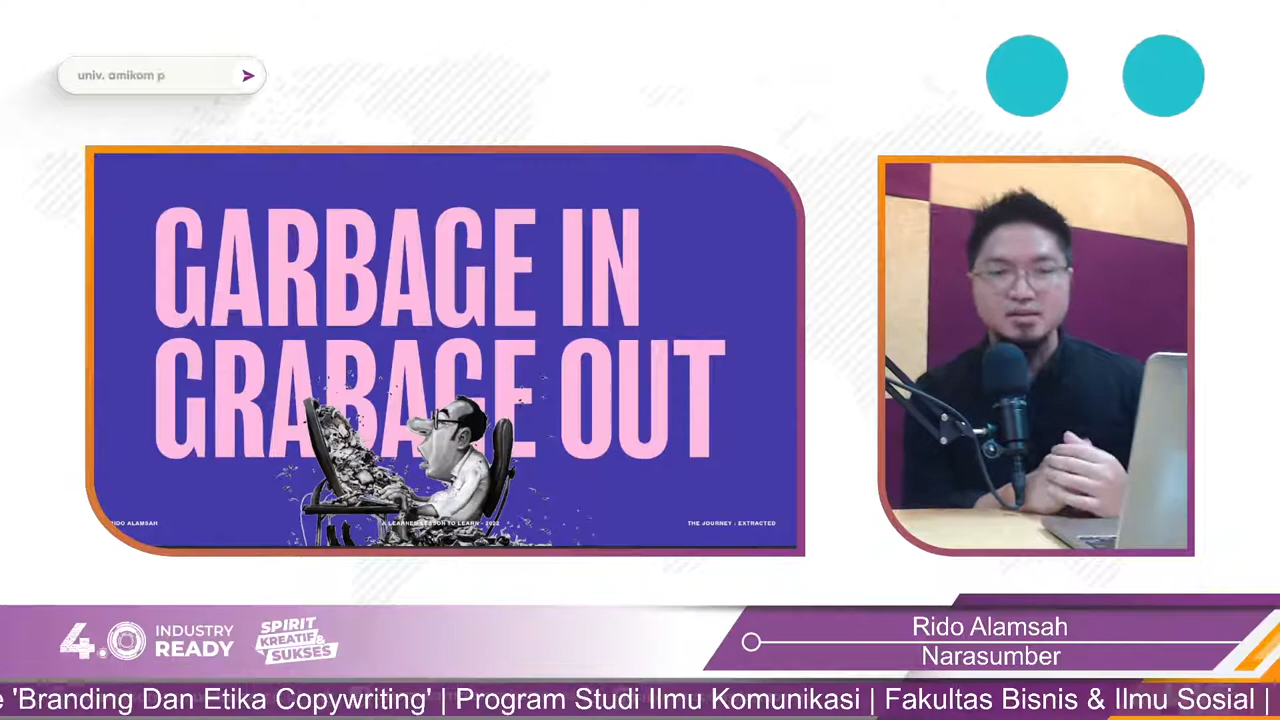 univ. amikom p
GARBAGE IN
GRABAGE OUT
RIDO ALAMSAH
A LEARNED LESSON TO LEARN - 2022
THE JOURNEY : EXTRACTED
4.0 INDUSTRY READY
SPIRIT
KREATIF &
SUKSES
Rido Alamsah
Narasumber
e 'Branding Dan Etika Copywriting' | Program Studi Ilmu Komunikasi | Fakultas Bisnis & Ilmu Sosial |